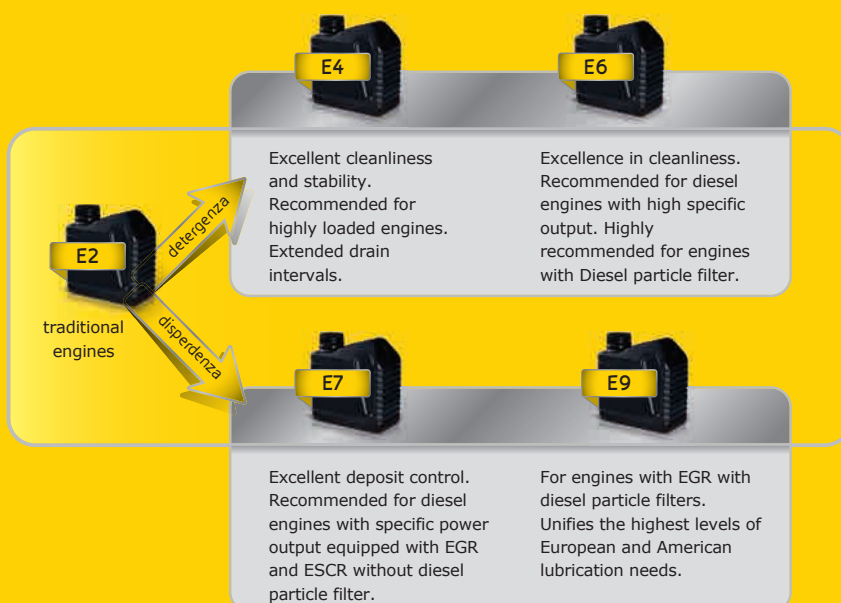 E4
Excellent cleanliness
and stability.
Recommended for
highly loaded engines.
Extended drain
intervals.
E6
Excellence in cleanliness.
Recommended for diesel
engines with high specific
output. Highly
recommended for engines
with Diesel particle filter.
E2
traditional
engines
detergenza
disperdenza
E7
Excellent deposit control.
Recommended for diesel
engines with specific power
output equipped with EGR
and ESCR without diesel
particle filter.
E9
For engines with EGR with
diesel particle filters.
Unifies the highest levels of
European and American
lubrication needs.